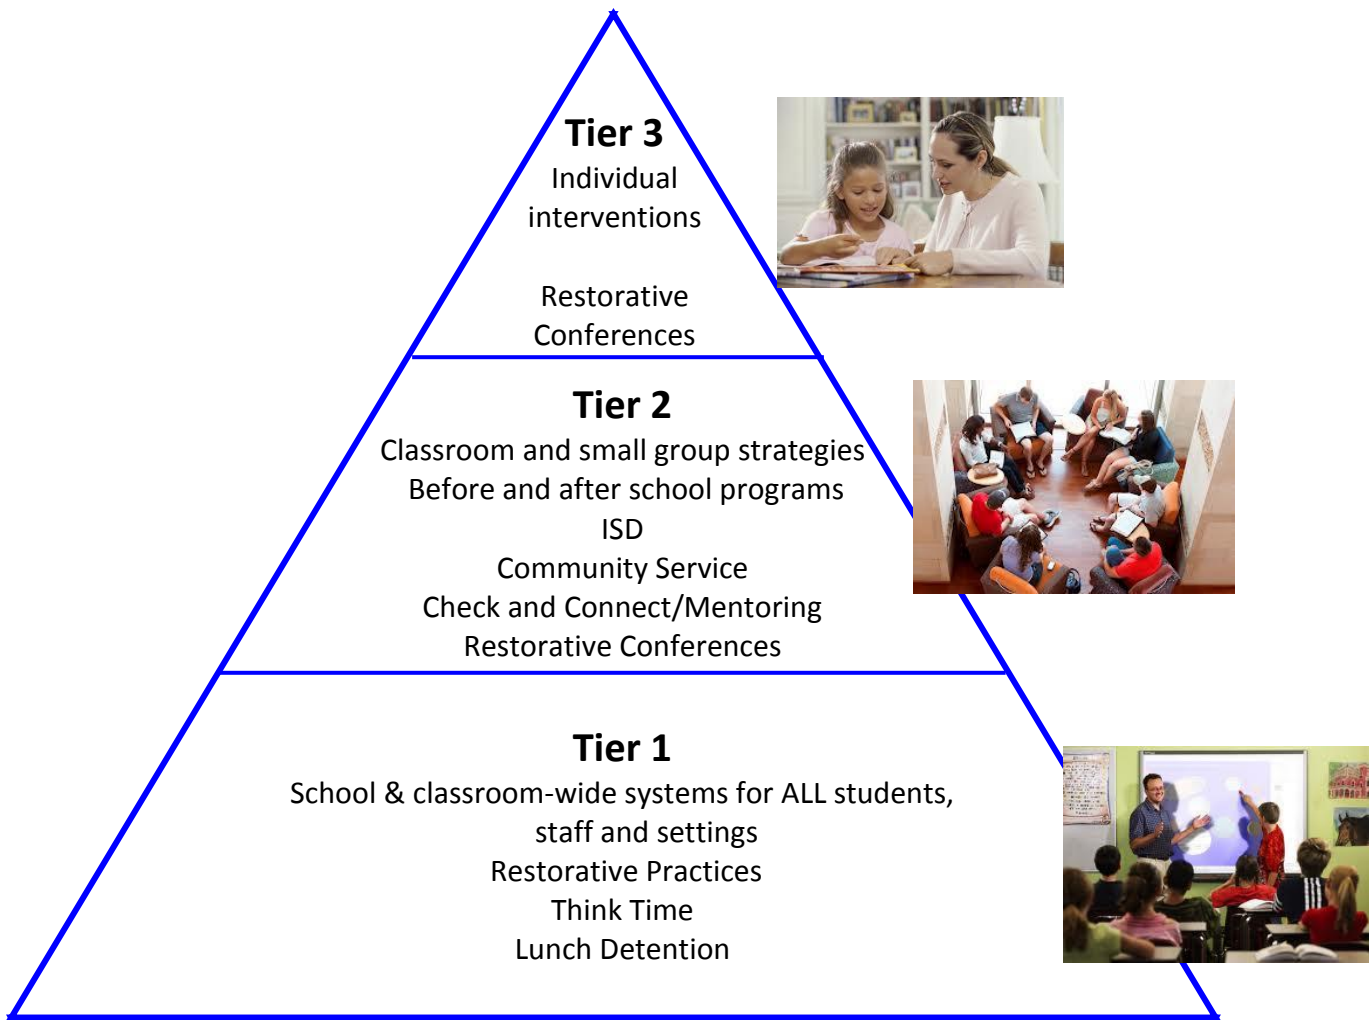 Tier 3
Individual
interventions
Restorative
Conferences
Tier 2
Classroom and small group strategies
Before and after school programs
ISD
Community Service
Check and Connect/Mentoring
Restorative Conferences
Tier 1
School & classroom-wide systems for ALL students,
staff and settings
Restorative Practices
Think Time
Lunch Detention